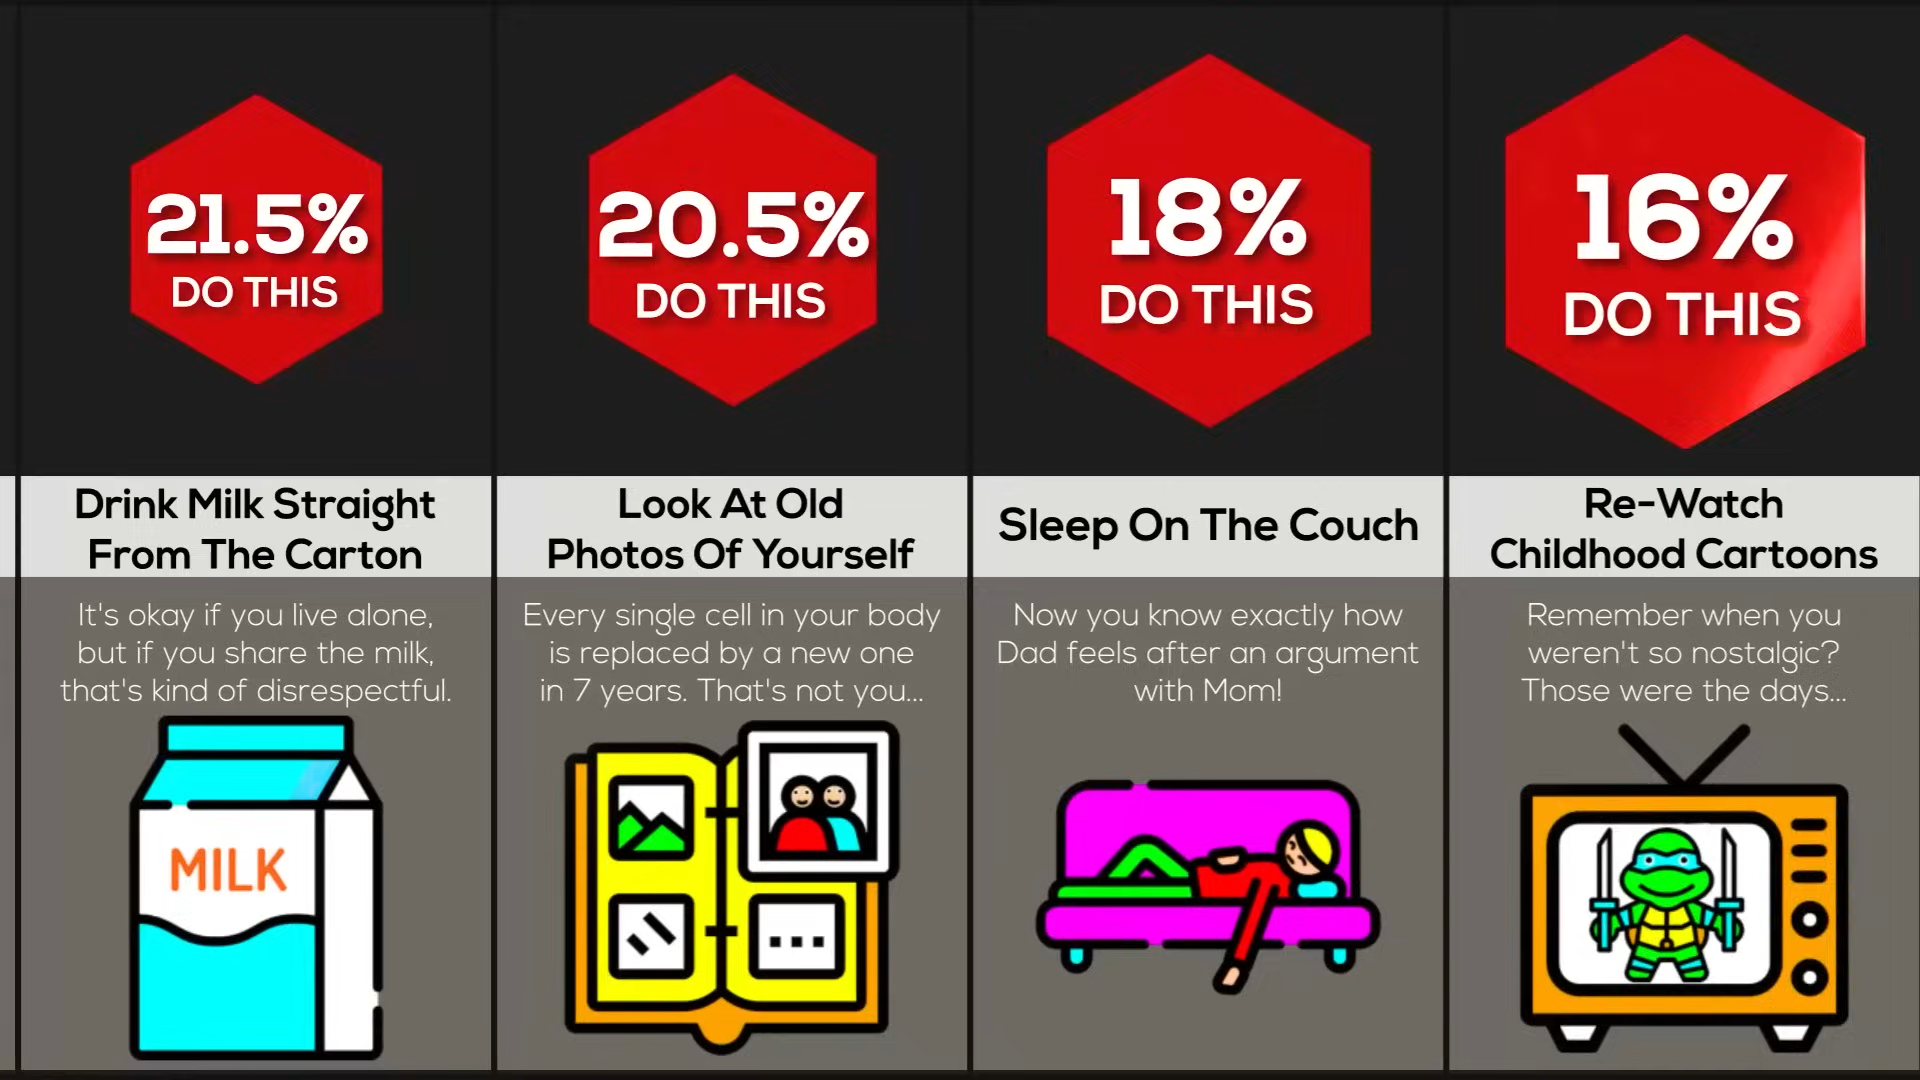 21.5%
DO THIS
Drink Milk Straight
From The Carton
It's okay if you live alone,
but if you share the milk,
that's kind of disrespectful.
MILK
20.5%
DO THIS
Look At Old
Photos Of Yourself
Every single cell in your body
is replaced by a new one
in 7 years. That's not you...
18%
DO THIS
Sleep On The Couch
Now you know exactly how
Dad feels after an argument
with Mom!
16%
DO THIS
Re-Watch
Childhood Cartoons
Remember when you
weren't so nostalgic?
Those were the days...